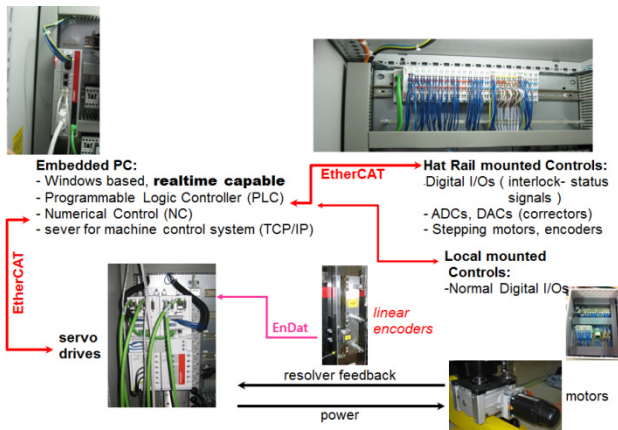 Embedded PC:
- Windows based, realtime capable
- Programmable Logic Controller (PLC)
- Numerical Control (NC)
- sever for machine control system (TCP/IP)
EtherCAT
Hat Rail mounted Controls:
Digital I/Os ( interlock- status
signals )
- ADCs, DACs (correctors)
- Stepping motors, encoders
Local mounted
Controls:
-Normal Digital I/Os
EtherCAT
servo
drives
EnDat
linear
encoders
resolver feedback
motors
power